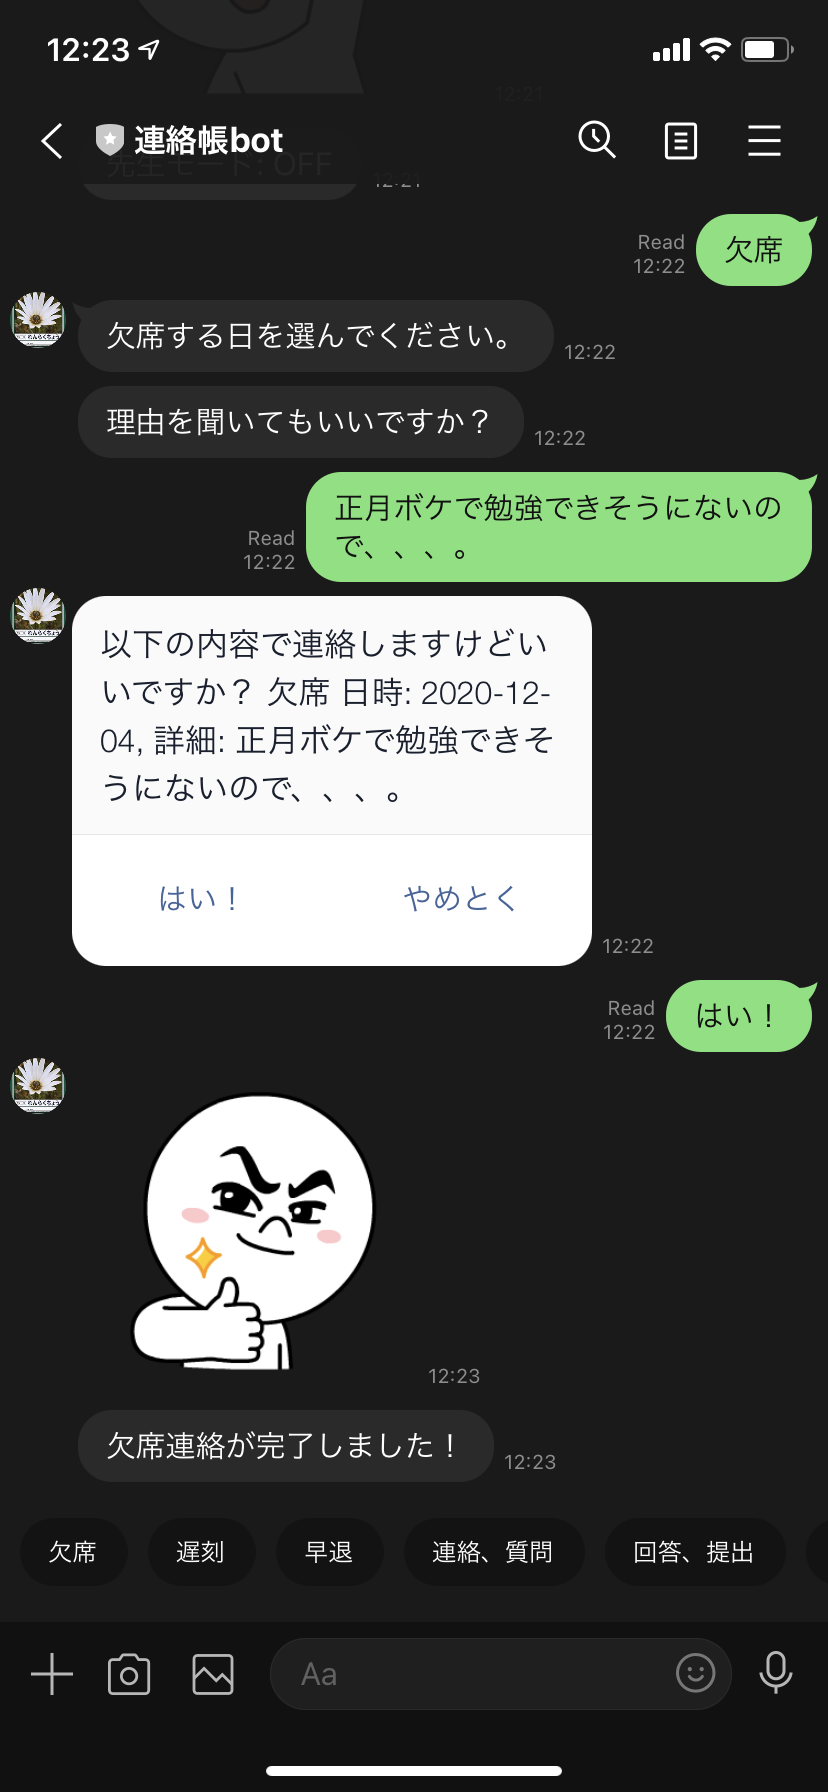 12:23
12:21
連絡帳bot
先生モード: OFF
12:21
欠席
Read
12:22
欠席する日を選んでください。
12:22
理由を聞いてもいいですか？
12:22
正月ボケで勉強できそうにないの
で、、、、。
Read
12:22
以下の内容で連絡しますけどい
いですか？ 欠席 日時: 2020-12-
04, 詳細: 正月ボケで勉強できそ
うにないので、、、、。
はい！
やめとく
12:22
はい！
Read
12:22
12:23
欠席連絡が完了しました！
12:23
欠席
遅刻
早退
連絡、質問
回答、提出
Aa